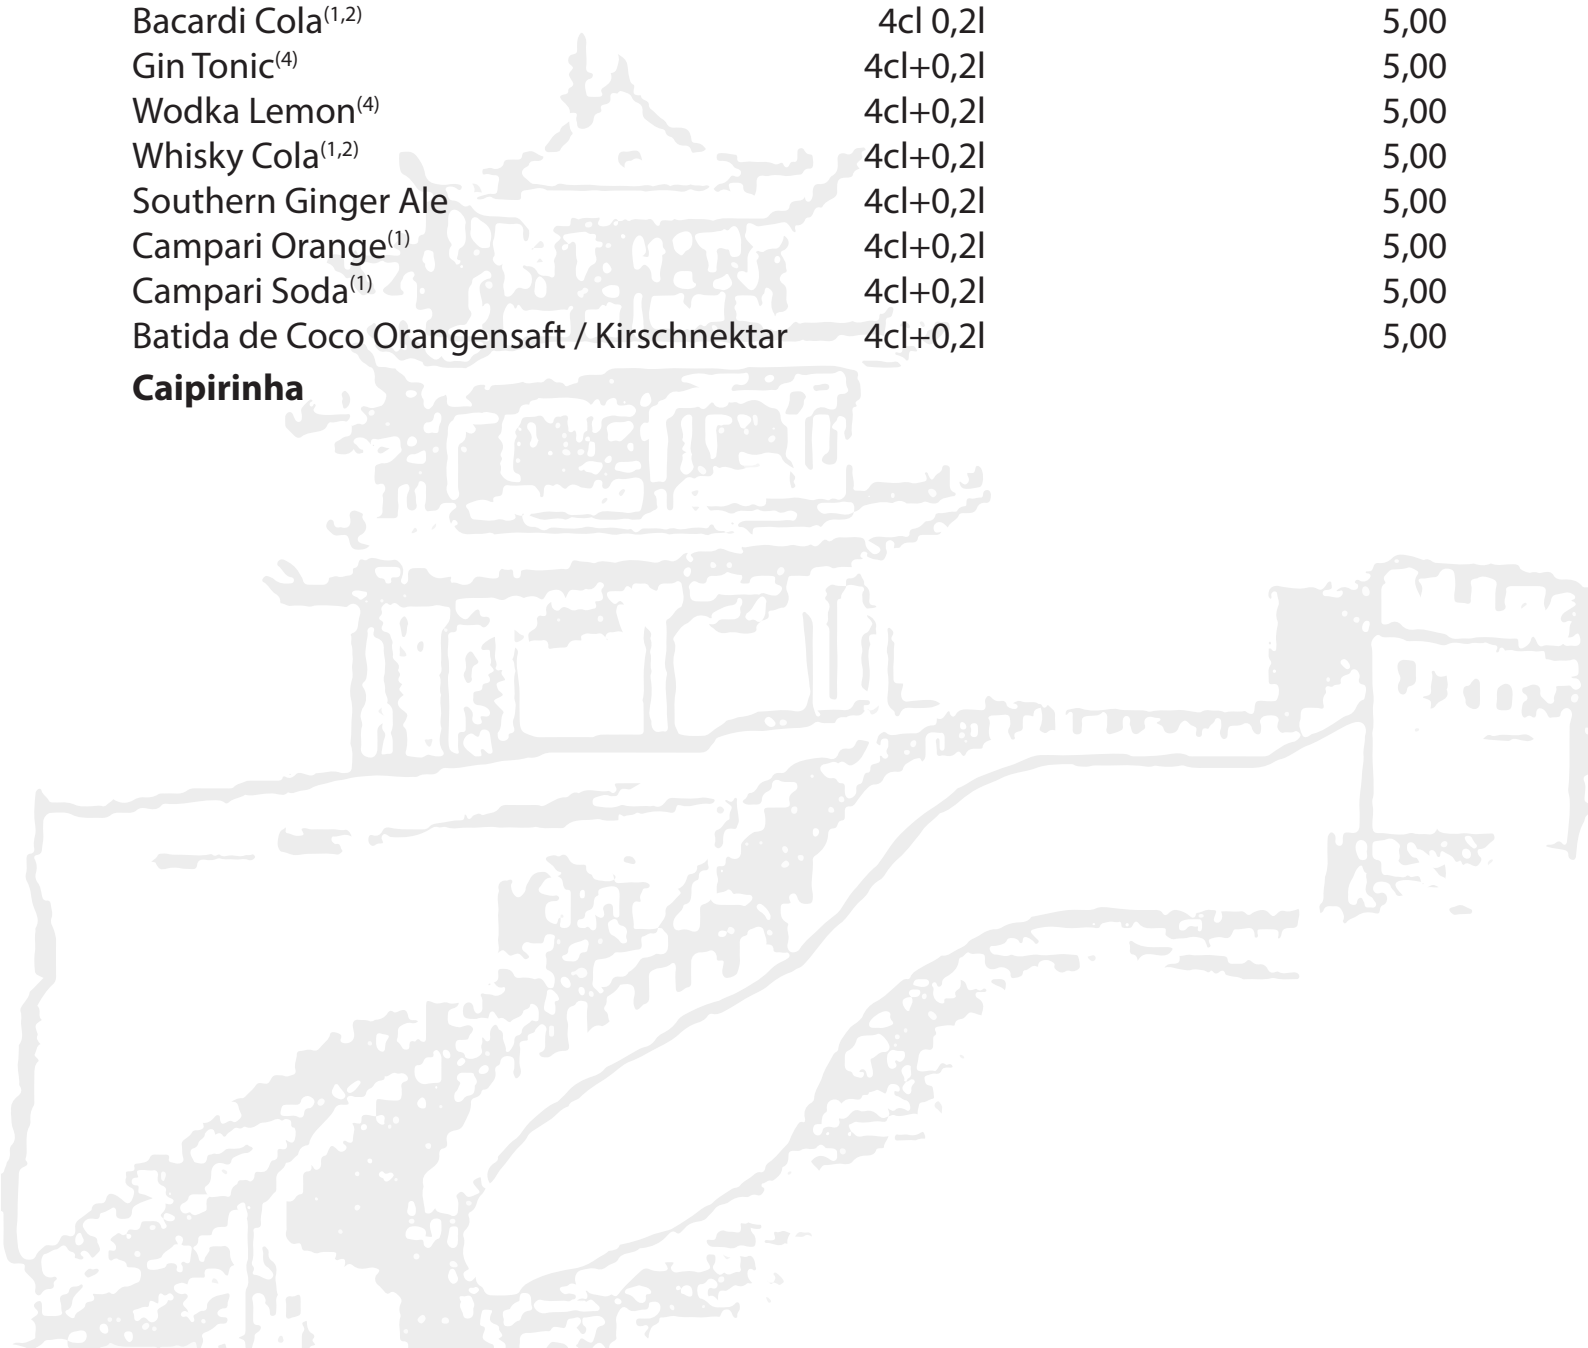 Bacardi Cola(1,2) 4cl 0,2l 5,00
Gin Tonic(4) 4cl+0,2l 5,00
Wodka Lemon(4) 4cl+0,2l 5,00
Whisky Cola(1,2) 4cl+0,2l 5,00
Southern Ginger Ale 4cl+0,2l 5,00
Campari Orange(1) 4cl+0,2l 5,00
Campari Soda(1) 4cl+0,2l 5,00
Batida de Coco Orangensaft / Kirschnektar 4cl+0,2l 5,00
Caipirinha